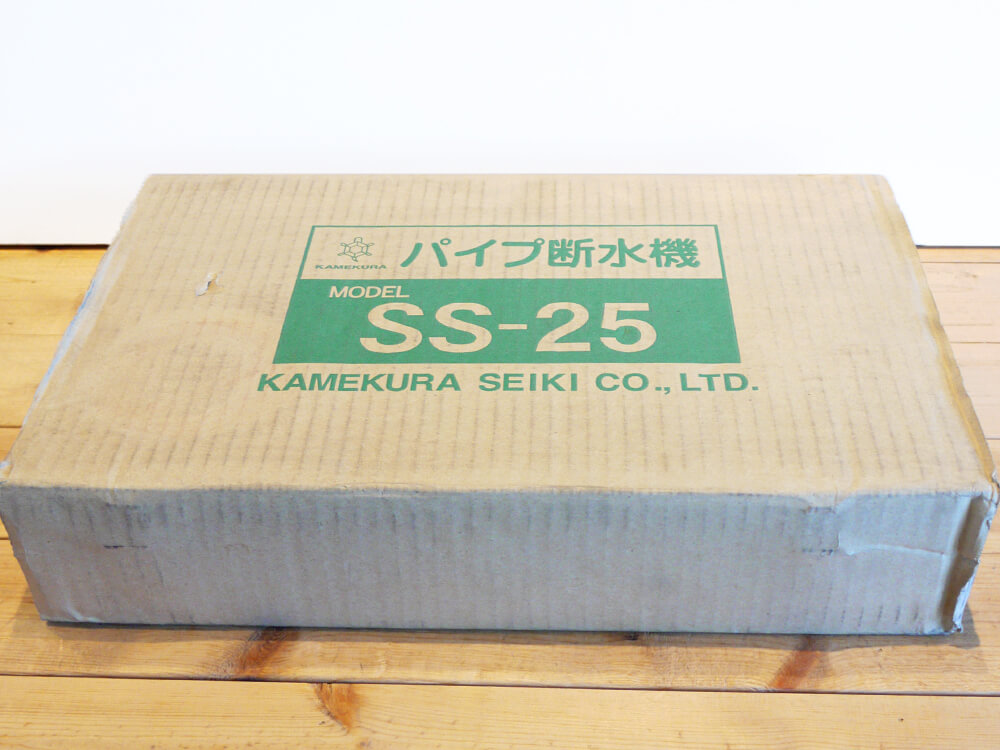 KAMEKURA
パイプ断水機
MODEL
SS-25
KAMEKURA SEIKI CO., LTD.